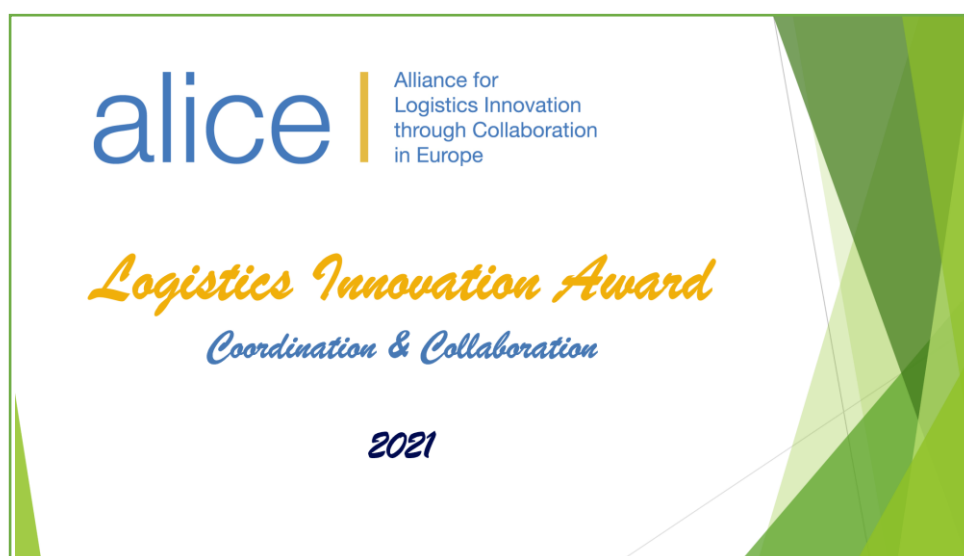 alice
Alliance for
Logistics Innovation
through Collaboration
in Europe
Logistics Innovation Award
Coordination & Collaboration
2021